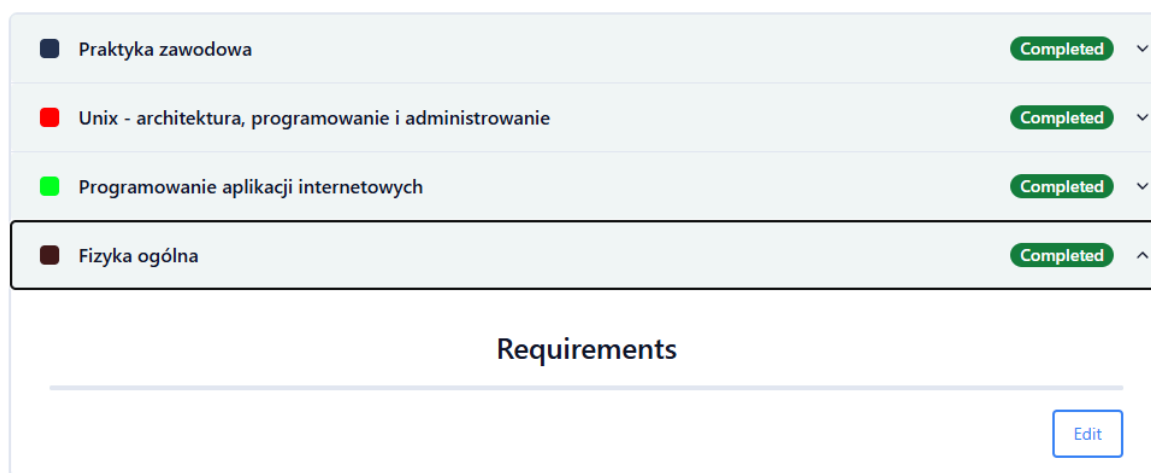 Praktyka zawodowa Completed
Unix - architektura, programowanie i administrowanie Completed
Programowanie aplikacji internetowych Completed
Fizyka ogólna Completed
Requirements
Edit